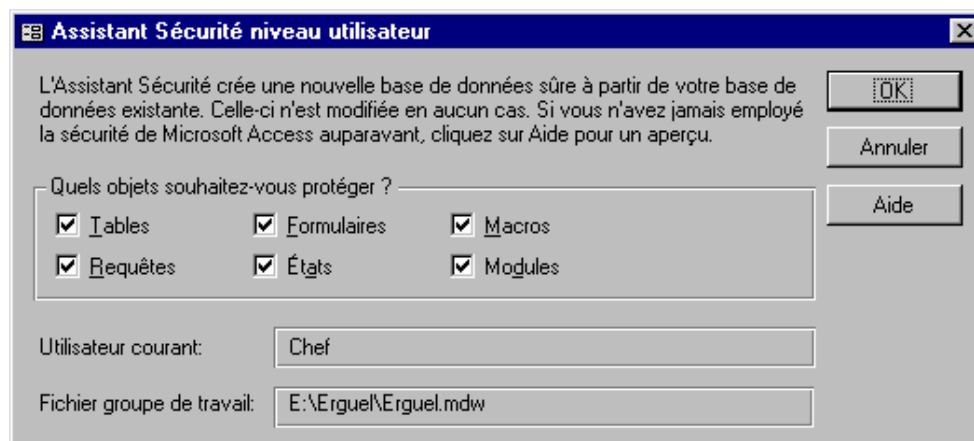 Assistant Sécurité niveau utilisateur
L'Assistant Sécurité crée une nouvelle base de données sûre à partir de votre base de
données existante. Celle-ci n'est modifiée en aucun cas. Si vous n'avez jamais employé
la sécurité de Microsoft Access auparavant, cliquez sur Aide pour un aperçu.
OK
Annuler
Aide
Quels objets souhaitez-vous protéger ?
Tables Formulaires Macros
Requêtes États Modules
Utilisateur courant: Chef
Fichier groupe de travail: E:\Erguel\Erguel.mdw